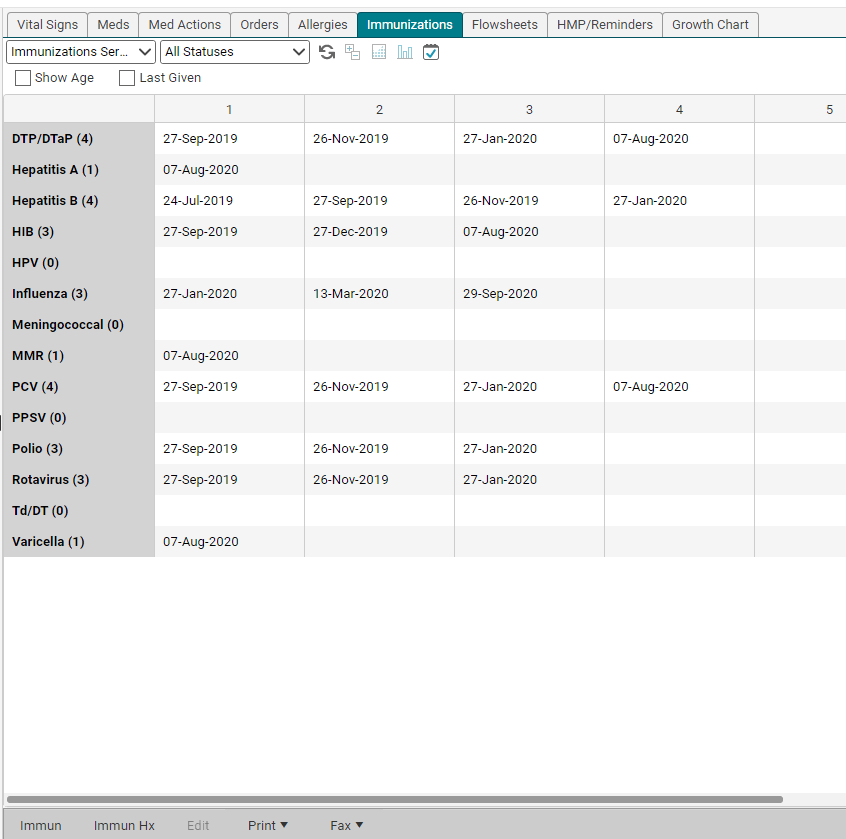 Vital Signs Meds Med Actions Orders Allergies Immunizations Flowsheets HMP/Reminders Growth Chart
Immunizations Ser... All Statuses
Show Age Last Given
1 2 3 4 5
DTP/DTaP (4) 27-Sep-2019 26-Nov-2019 27-Jan-2020 07-Aug-2020
Hepatitis A (1) 07-Aug-2020
Hepatitis B (4) 24-Jul-2019 27-Sep-2019 26-Nov-2019 27-Jan-2020
HIB (3) 27-Sep-2019 27-Dec-2019 07-Aug-2020
HPV (0)
Influenza (3) 27-Jan-2020 13-Mar-2020 29-Sep-2020
Meningococcal (0)
MMR (1) 07-Aug-2020
PCV (4) 27-Sep-2019 26-Nov-2019 27-Jan-2020 07-Aug-2020
PPSV (0)
Polio (3) 27-Sep-2019 26-Nov-2019 27-Jan-2020
Rotavirus (3) 27-Sep-2019 26-Nov-2019 27-Jan-2020
Td/DT (0)
Varicella (1) 07-Aug-2020
Immun Immun Hx Edit Print Fax